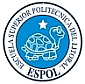 ESCUELA SUPERIOR POLITECNICA DEL LITORAL
ESPOL